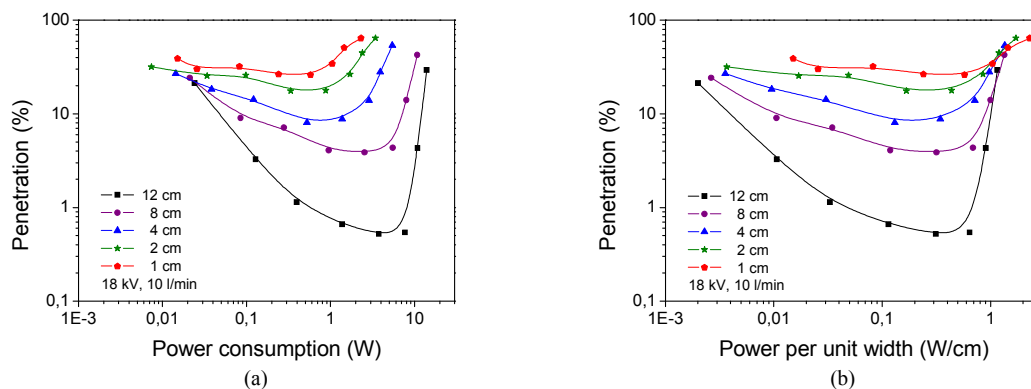 100
10
1
0,1
1E-3
0,01
0,1
1
10
Penetration (%)
12 cm
8 cm
4 cm
2 cm
1 cm
18 kV, 10 l/min
Power consumption (W)
(a)
100
10
1
0,1
1E-3
0,01
0,1
1
Penetration (%)
12 cm
8 cm
4 cm
2 cm
1 cm
18 kV, 10 l/min
Power per unit width (W/cm)
(b)